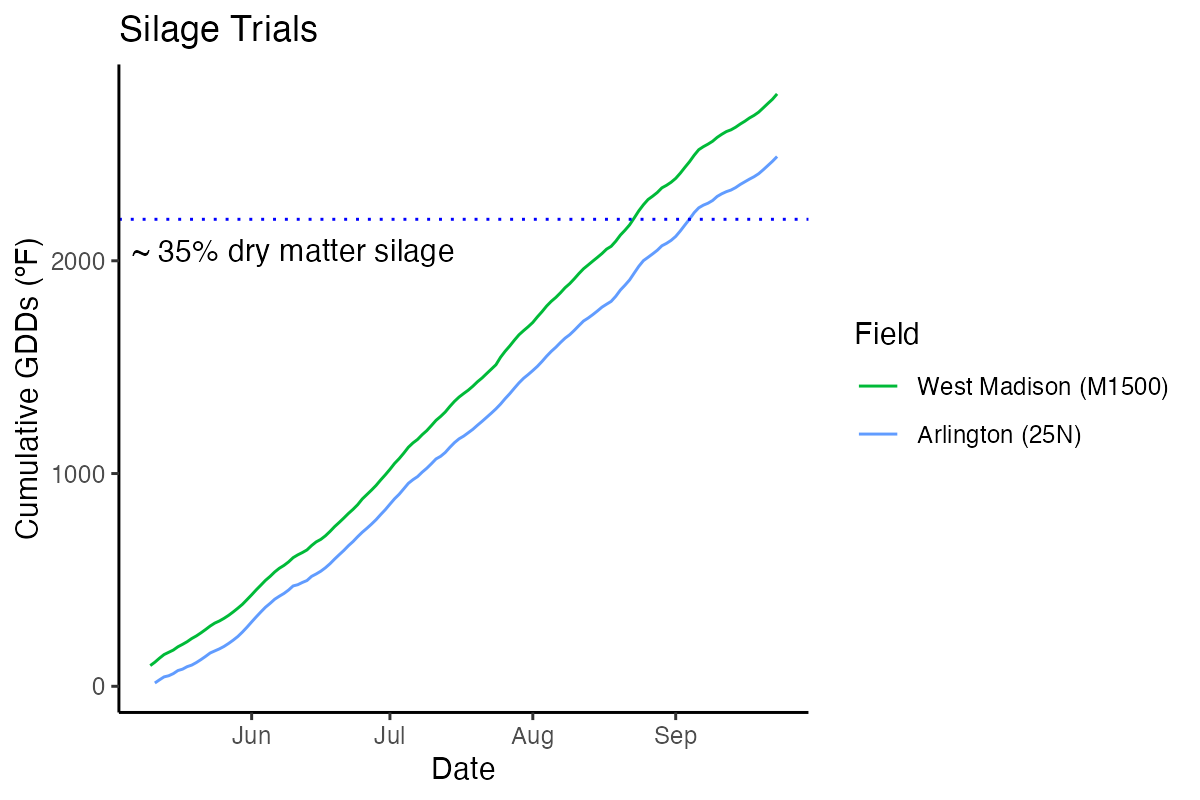 Silage Trials
Cumulative GDDs (°F)
2000
1000
0
~ 35% dry matter silage
Jun Jul Aug Sep
Date
Field
West Madison (M1500)
Arlington (25N)